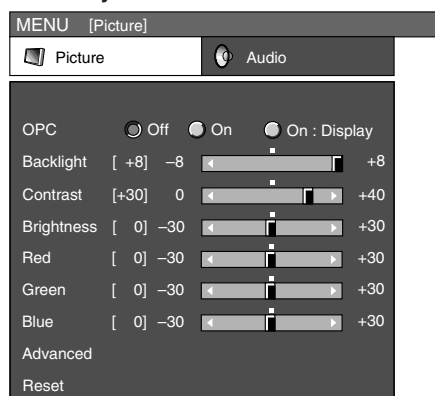 MENU [Picture]
Picture Audio
OPC Off On On : Display
Backlight [ +8] –8 +8
Contrast [+30] 0 +40
Brightness [ 0] –30 +30
Red [ 0] –30 +30
Green [ 0] –30 +30
Blue [ 0] –30 +30
Advanced
Reset